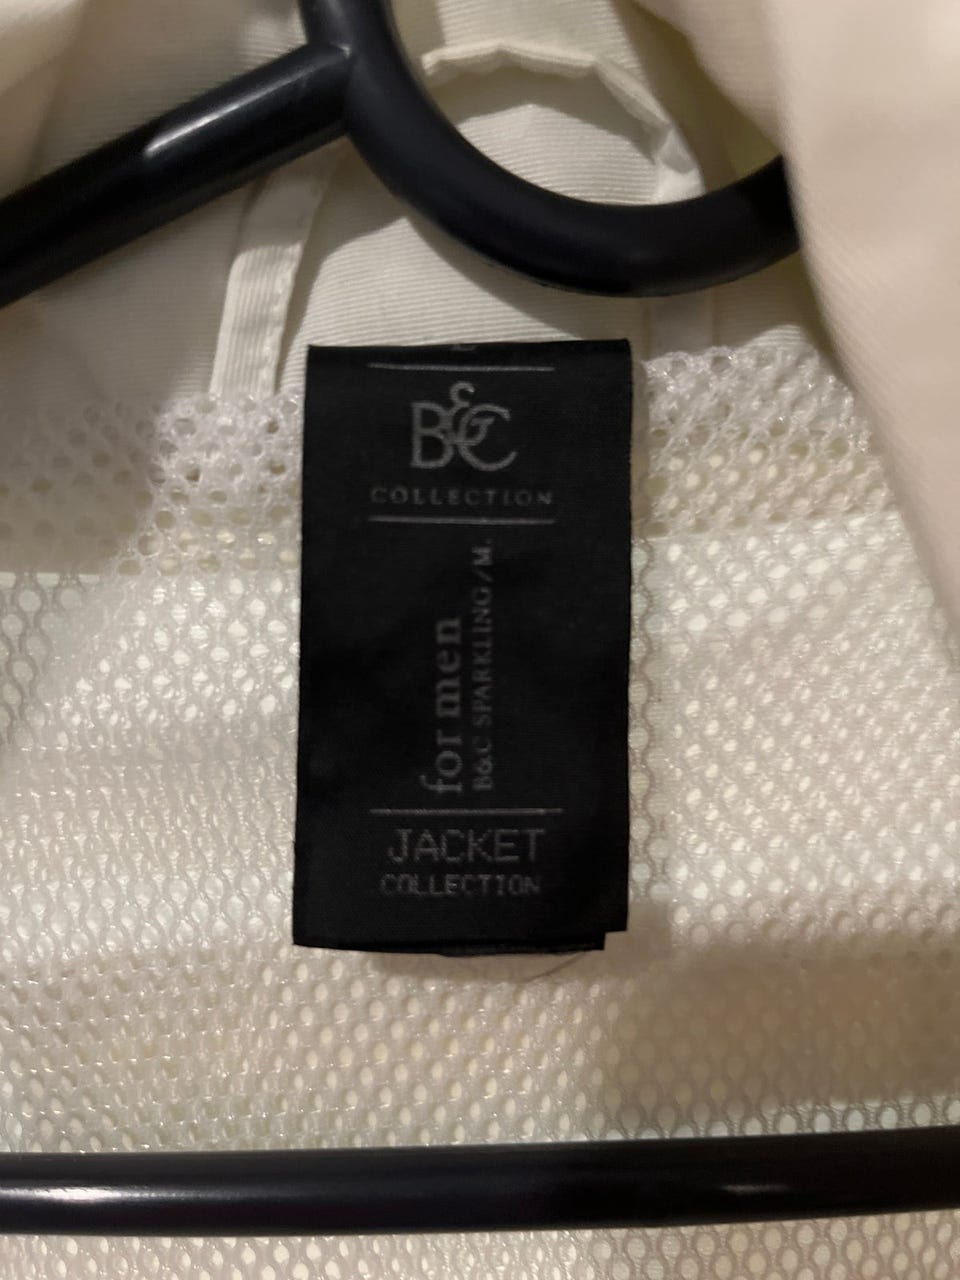 B&C
COLLECTION
for men
B&C SPARKLING/M.
JACKET
COLLECTION